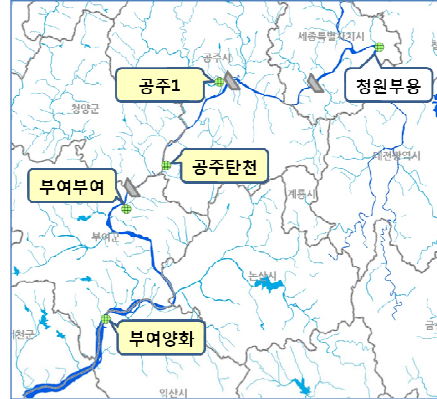 세종특별자치시
공주시
공주1
청원부용
청양군
대전광역시
공주탄천
부여부여
계룡시
부여군
논산시
부여양화
익산시